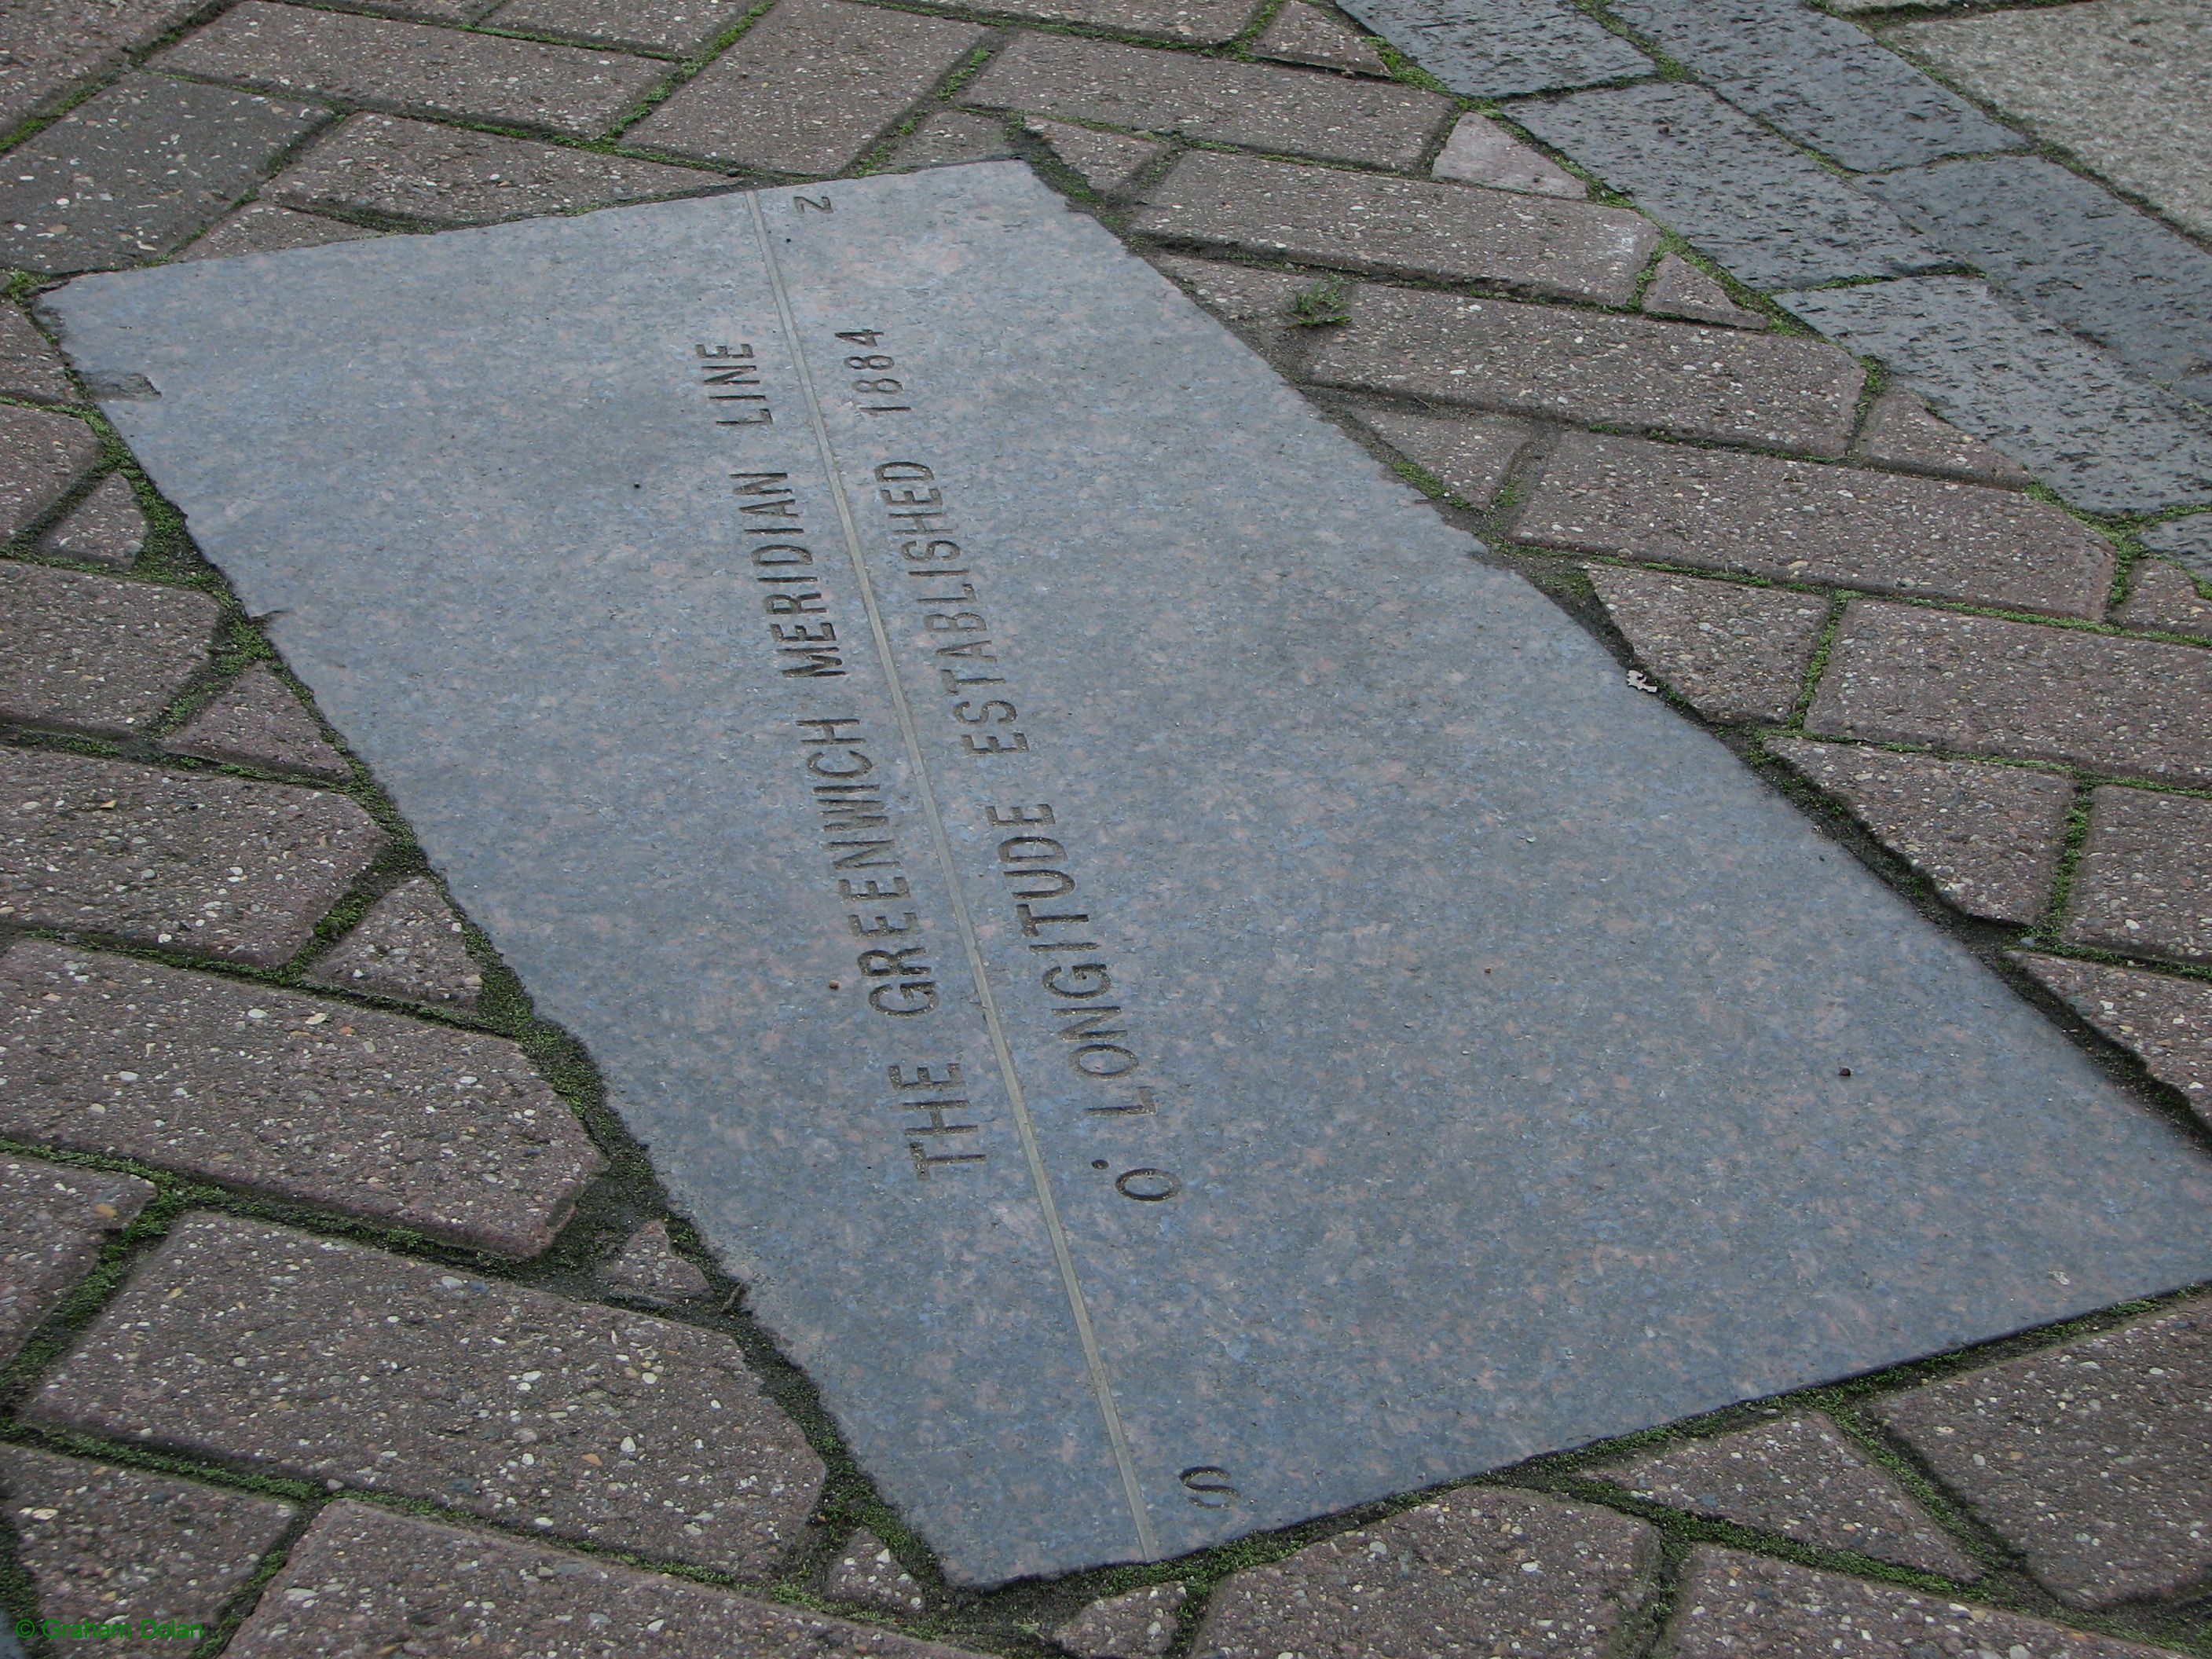 N
THE GREENWICH MERIDIAN LINE
0° LONGITUDE ESTABLISHED 1884
S
© Graham Dolan